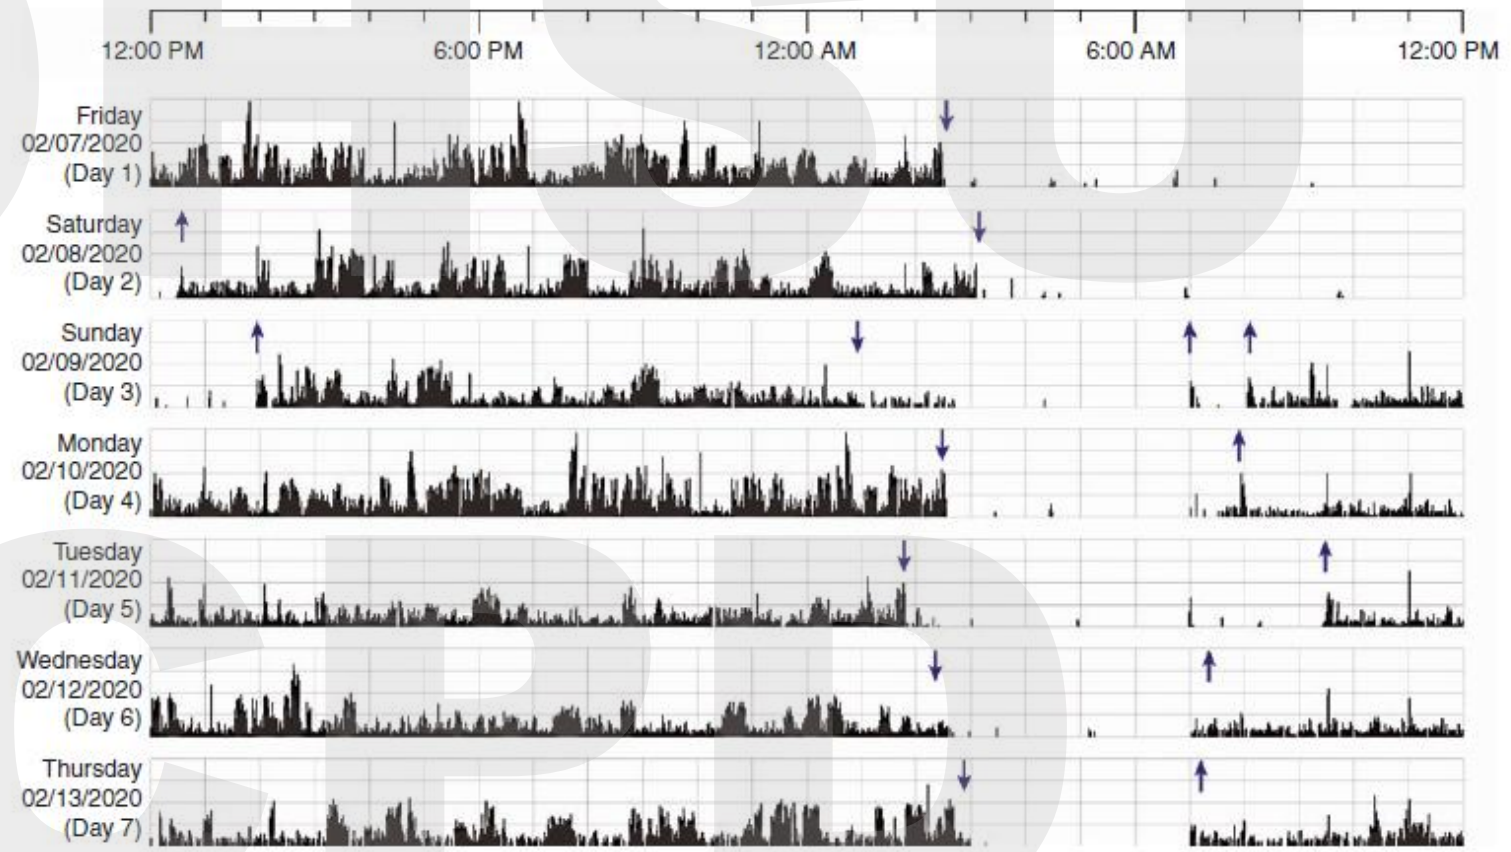 12:00 PM 6:00 PM 12:00 AM 6:00 AM 12:00 PM
Friday
02/07/2020
(Day 1)
Saturday
02/08/2020
(Day 2)
Sunday
02/09/2020
(Day 3)
Monday
02/10/2020
(Day 4)
Tuesday
02/11/2020
(Day 5)
Wednesday
02/12/2020
(Day 6)
Thursday
02/13/2020
(Day 7)